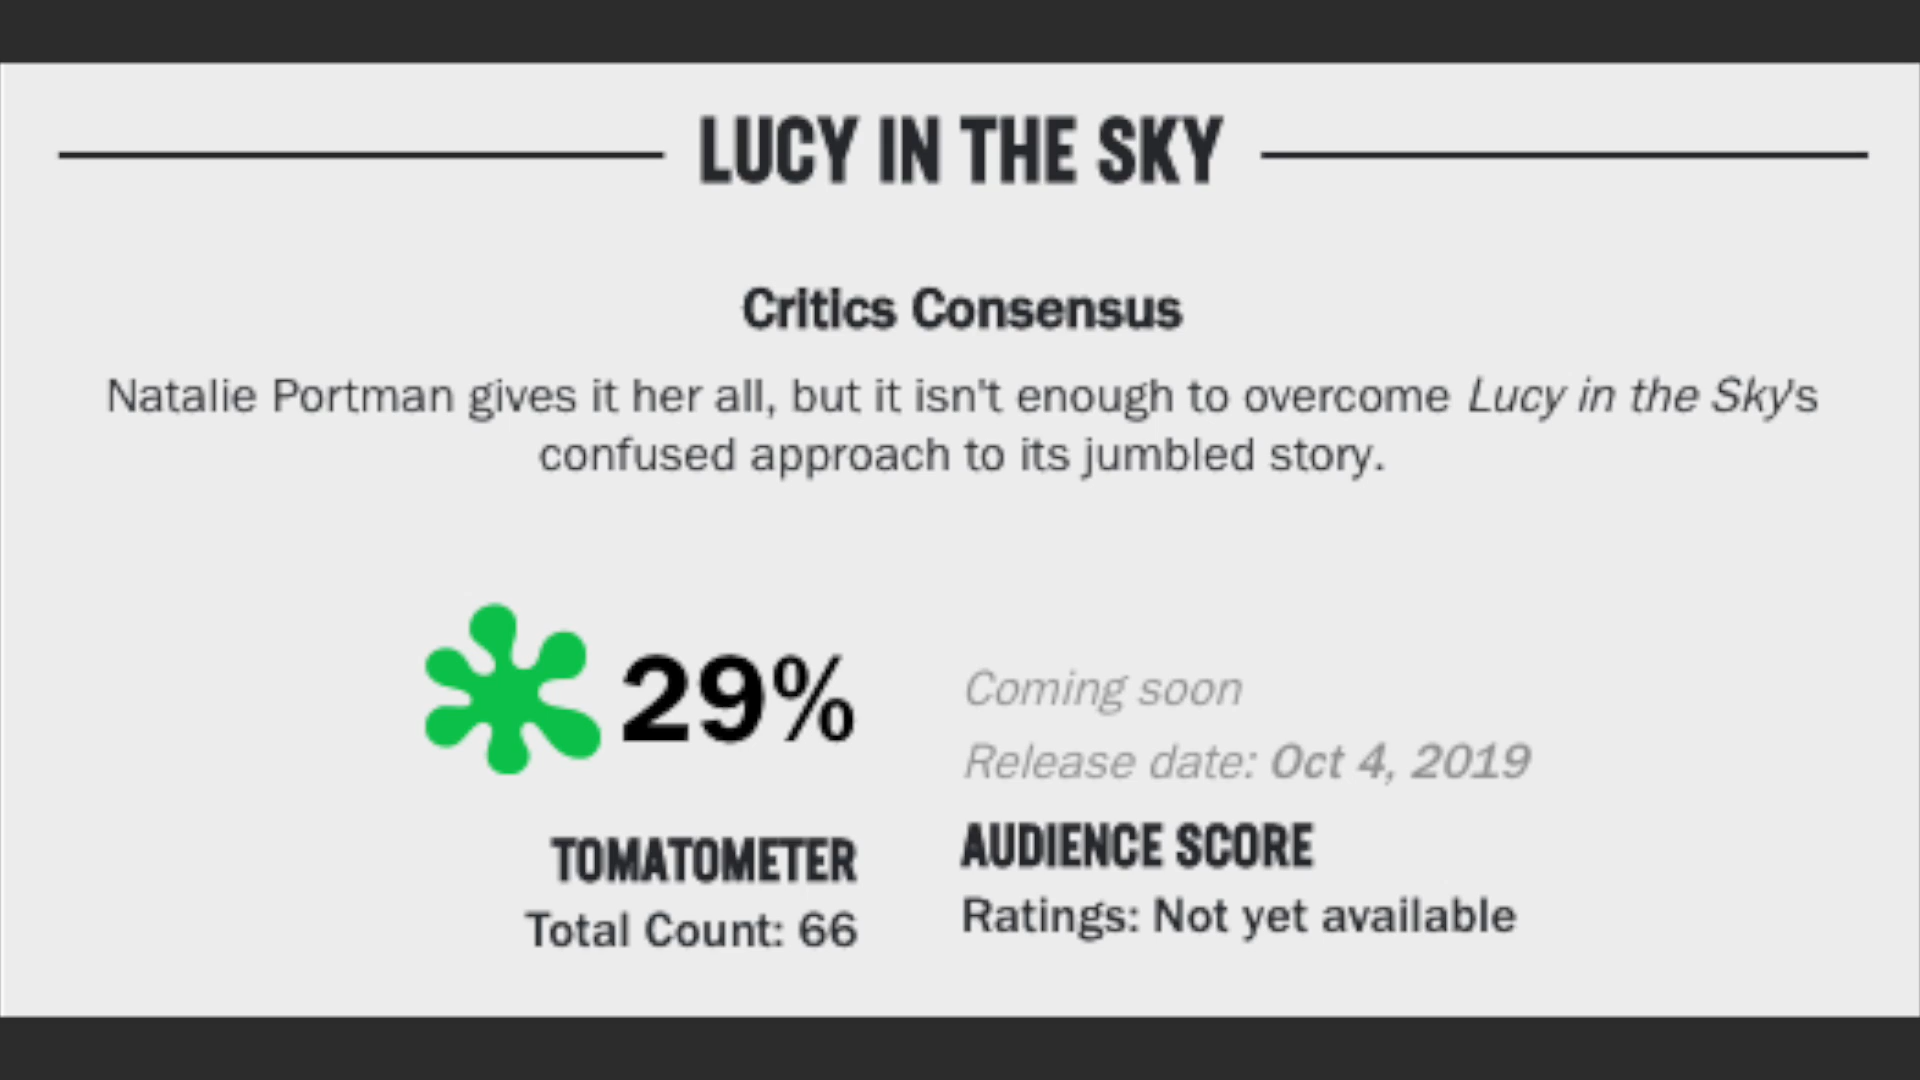 LUCY IN THE SKY
Critics Consensus
Natalie Portman gives it her all, but it isn't enough to overcome Lucy in the Sky's
confused approach to its jumbled story.
29%
TOMATOMETER
Total Count: 66
Coming soon
Release date: Oct 4, 2019
AUDIENCE SCORE
Ratings: Not yet available